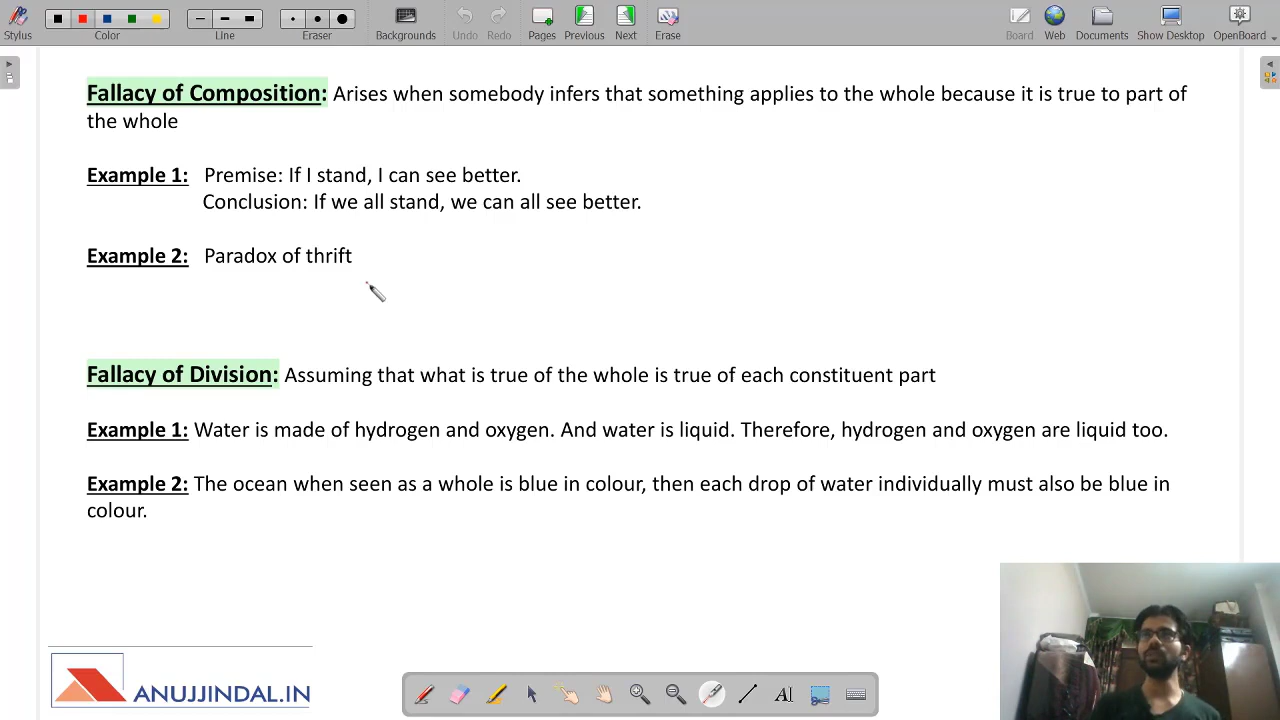 Stylus
Color
Line
Eraser
Backgrounds
Undo
Redo
Pages
Previous
Next
Erase
Board
Web
Documents
Show Desktop
OpenBoard
Fallacy of Composition: Arises when somebody infers that something applies to the whole because it is true to part of
the whole
Example 1: Premise: If I stand, I can see better.
Conclusion: If we all stand, we can all see better.
Example 2: Paradox of thrift
Fallacy of Division: Assuming that what is true of the whole is true of each constituent part
Example 1: Water is made of hydrogen and oxygen. And water is liquid. Therefore, hydrogen and oxygen are liquid too.
Example 2: The ocean when seen as a whole is blue in colour, then each drop of water individually must also be blue in
colour.
ANUJJINDAL.IN
AI